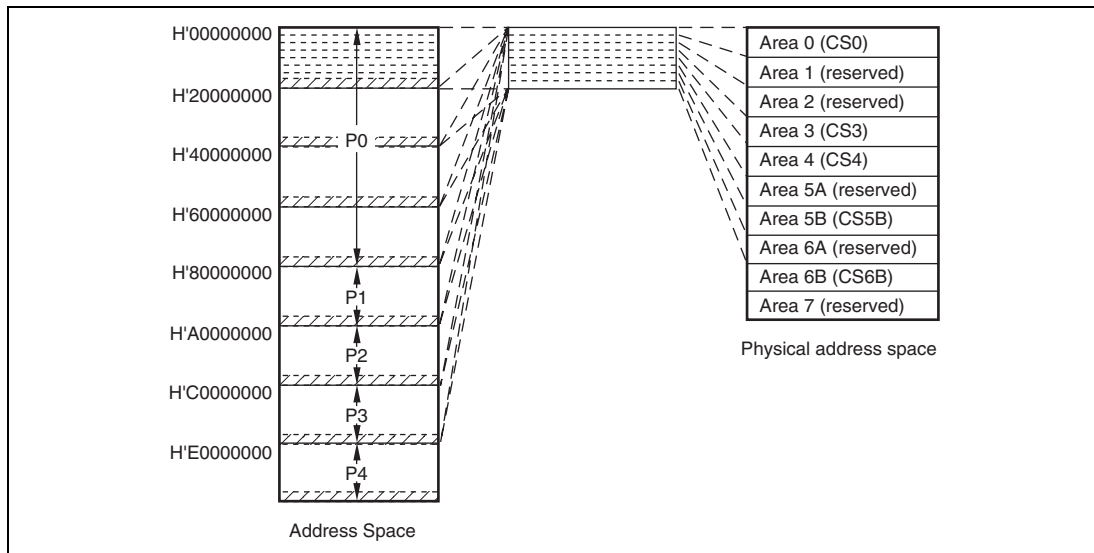 H'00000000
H'20000000
H'40000000
H'60000000
H'80000000
H'A0000000
H'C0000000
H'E0000000
P0
P1
P2
P3
P4
Address Space
Area 0 (CS0)
Area 1 (reserved)
Area 2 (reserved)
Area 3 (CS3)
Area 4 (CS4)
Area 5A (reserved)
Area 5B (CS5B)
Area 6A (reserved)
Area 6B (CS6B)
Area 7 (reserved)
Physical address space